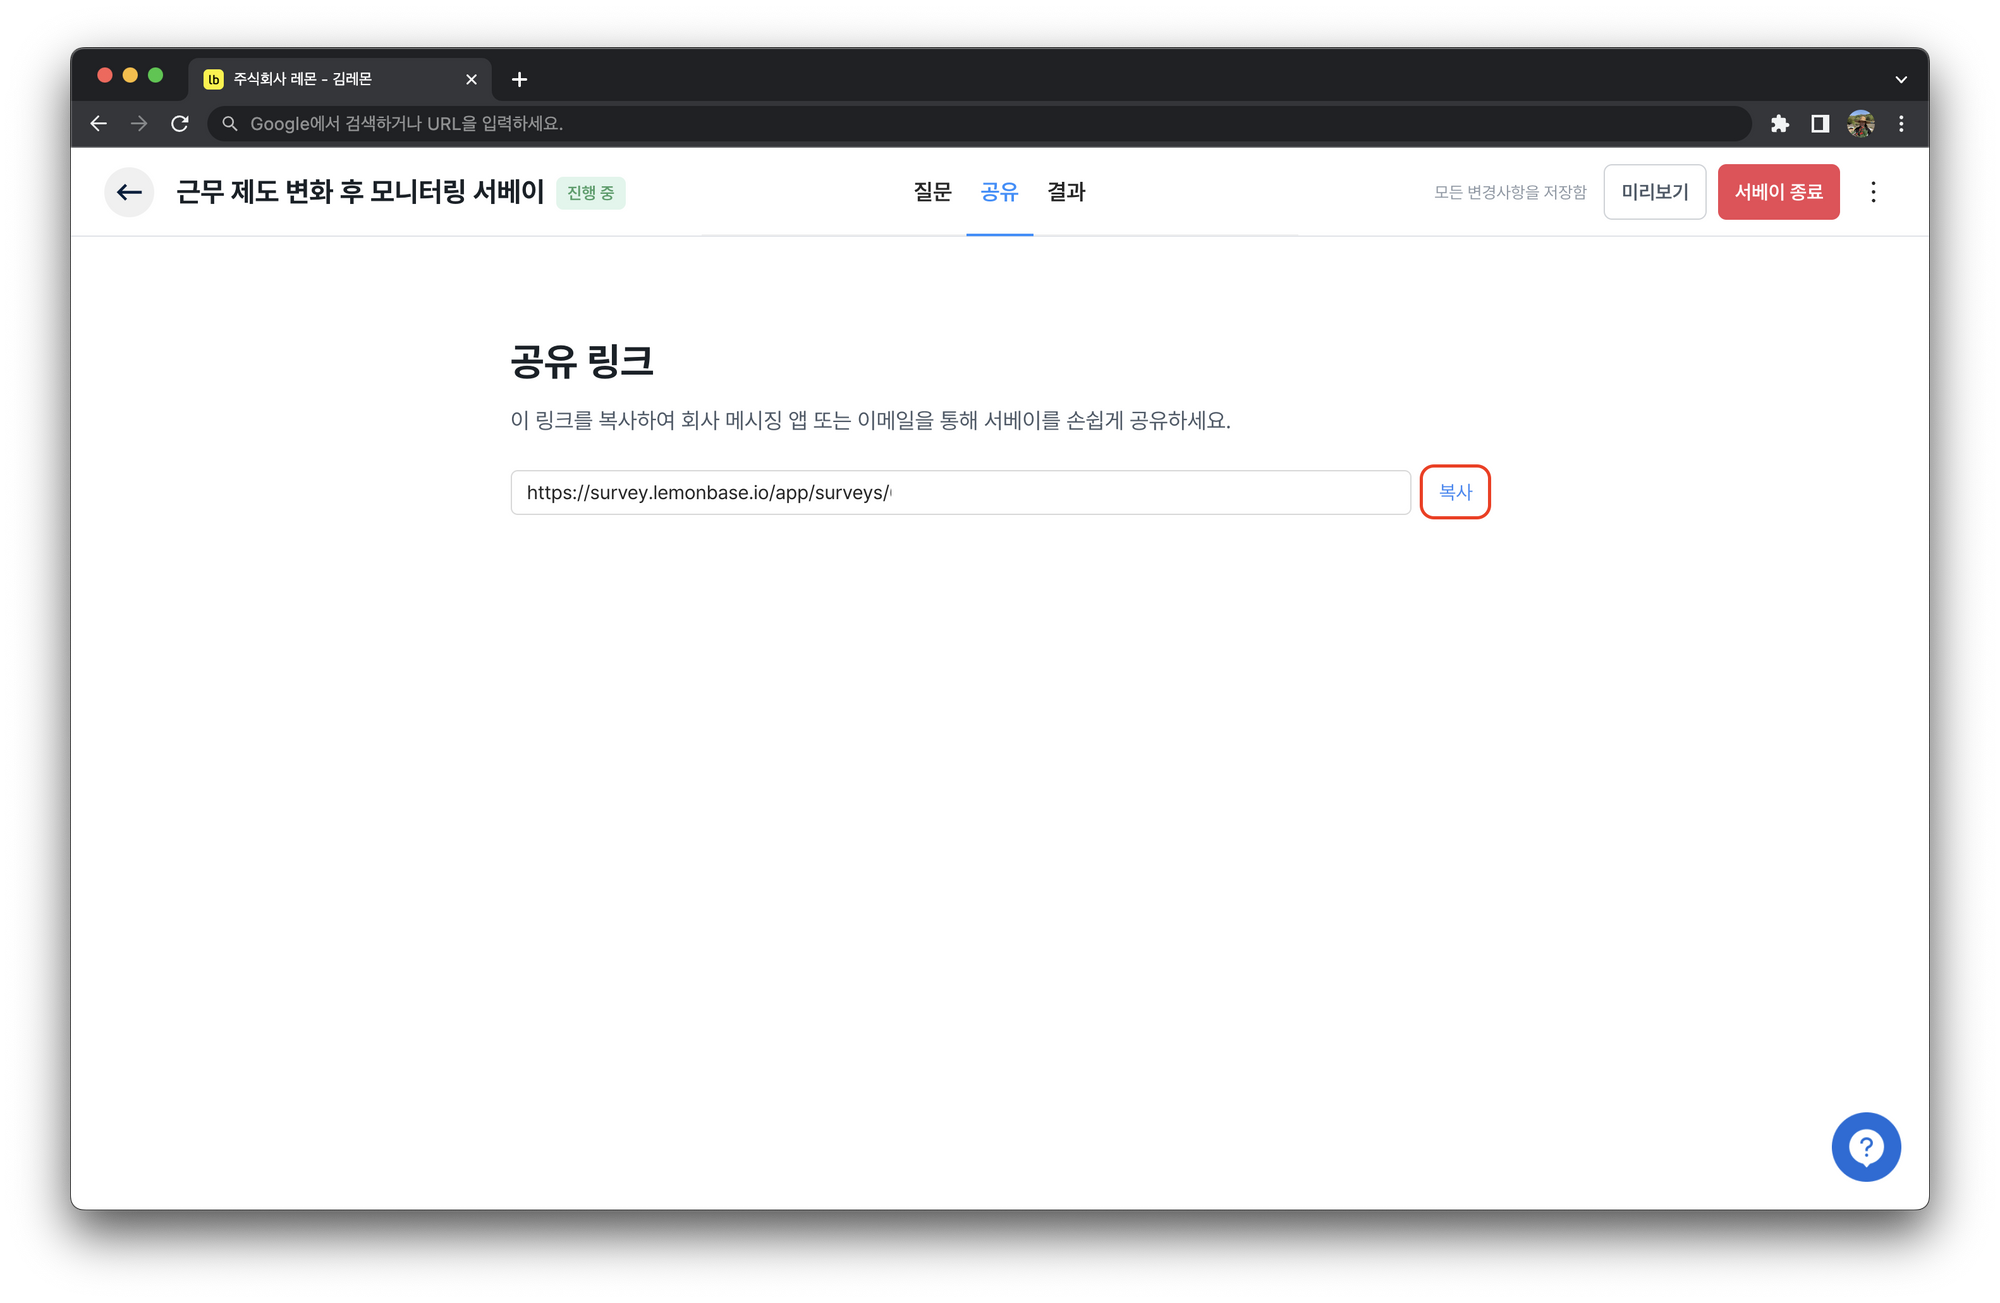 lb 주식회사 레몬 - 김레몬
Google에서 검색하거나 URL을 입력하세요.
근무 제도 변화 후 모니터링 서베이 진행 중 질문 공유 결과 모든 변경사항을 저장함 미리보기 서베이 종료
공유 링크
이 링크를 복사하여 회사 메시징 앱 또는 이메일을 통해 서베이를 손쉽게 공유하세요.
https://survey.lemonbase.io/app/surveys/ 복사
?